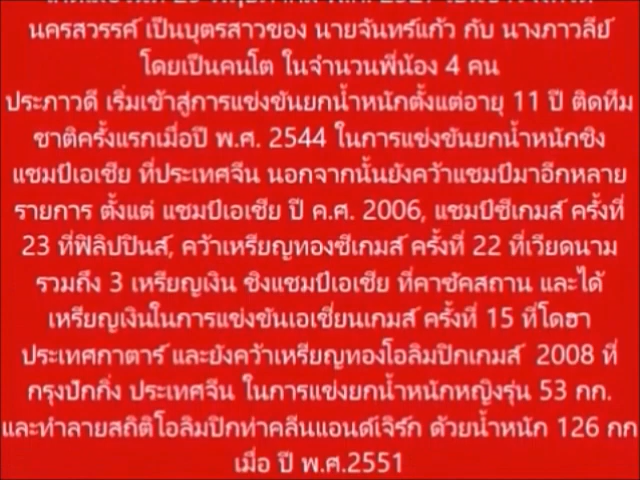 นครสวรรค์ เป็นบุตรสาวของ นายจันทร์แก้ว กับ นางภาวลีย์
โดยเป็นคนโต ในจำนวนพี่น้อง 4 คน
ประภาวดี เริ่มเข้าสู่การแข่งขันยกน้ำหนักตั้งแต่อายุ 11 ปี ติดทีม
ชาติครั้งแรกเมื่อปี พ.ศ. 2544 ในการแข่งขันยกน้ำหนักชิง
แชมป์เอเชีย ที่ประเทศจีน นอกจากนั้นยังคว้าแชมป์มาอีกหลาย
รายการ ตั้งแต่ แชมป์เอเชีย ปี ค.ศ. 2006, แชมป์ซีเกมส์ ครั้งที่
23 ที่ฟิลิปปินส์, คว้าเหรียญทองซีเกมส์ ครั้งที่ 22 ที่เวียดนาม
รวมถึง 3 เหรียญเงิน ชิงแชมป์เอเชีย ที่คาซัคสถาน และได้
เหรียญเงินในการแข่งขันเอเชี่ยนเกมส์ ครั้งที่ 15 ที่โดฮา
ประเทศกาตาร์ และยังคว้าเหรียญทองโอลิมปิกเกมส์ 2008 ที่
กรุงปักกิ่ง ประเทศจีน ในการแข่งยกน้ำหนักหญิงรุ่น 53 กก.
และทำลายสถิติโอลิมปิกท่าคลีนแอนด์เจิร์ก ด้วยน้ำหนัก 126 กก
เมื่อ ปี พ.ศ.2551